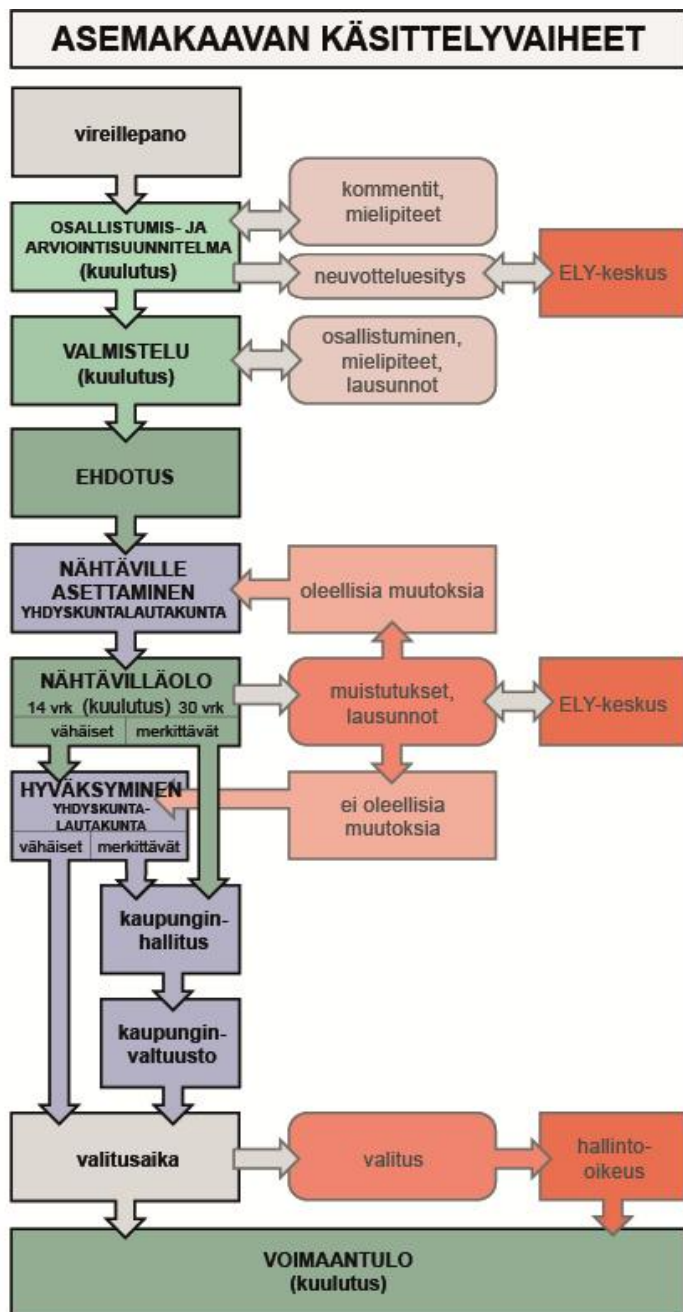 ASEMAKAAVAN KÄSITTELYVAIHEET
vireillepano
OSALLISTUMIS- JA
ARVIOINTISUUNNITELMA
(kuulutus)
kommentit,
mielipiteet
neuvotteluesitys
ELY-keskus
VALMISTELU
(kuulutus)
osallistuminen,
mielipiteet,
lausunnot
EHDOTUS
NÄHTÄVILLE
ASETTAMINEN
YHDYSKUNTALAUTAKUNTA
oleellisia muutoksia
NÄHTÄVILLÄOLO
14 vrk (kuulutus) 30 vrk
vähäiset merkittävät
muistutukset,
lausunnot
ELY-keskus
HYVÄKSYMINEN
YHDYSKUNTA-
LAUTAKUNTA
vähäiset merkittävät
ei oleellisia
muutoksia
kaupungin-
hallitus
kaupungin-
valtuusto
valitusaika
valitus
hallinto-
oikeus
VOIMAANTULO
(kuulutus)